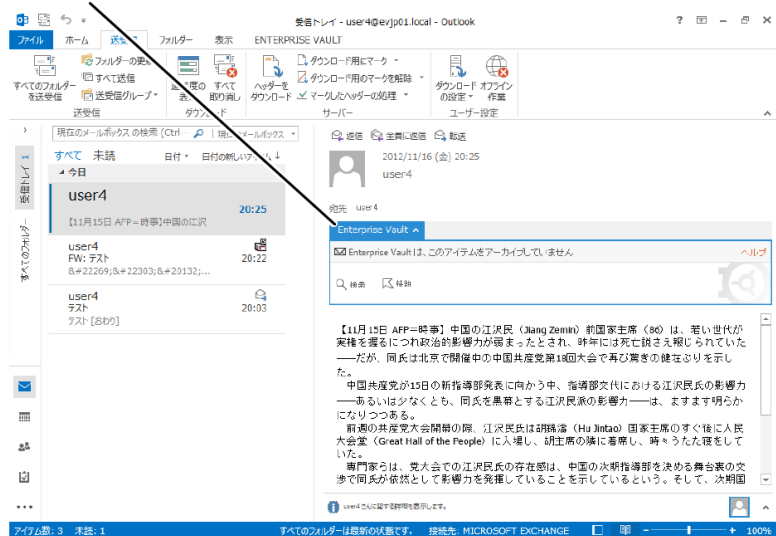 受信トレイ - user4@evjp01.local - Outlook
ファイル ホーム 送受信 フォルダー 表示 ENTERPRISE VAULT
すべてのフォルダーを送受信
フォルダーの更新
すべて送信
送受信グループ
送受信
すべて取り消し
ヘッダーをダウンロード
ダウンロード用にマーク
ダウンロード用のマークを解除
マークしたヘッダーの処理
サーバー
ダウンロードの設定
オフライン作業
ユーザー設定
現在のメールボックス の検索 (Ctrl
すべて 未読 日付
今日
user4
20:25
【11月15日 AFP=時事】中国の江沢
user4
FW: テスト 20:22
&#22269;&#22303;&#20132;...
user4
テスト 20:03
テスト [おわり]
受信トレイ 1
すべてのフォルダー
返信 全員に返信 転送
2012/11/16 (金) 20:25
user4
宛先 user4
Enterprise Vault
Enterprise Vault は、このアイテムをアーカイブしていません ヘルプ
検索 移動
【11月15日 AFP=時事】中国の江沢民（Jiang Zemin）前国家主席（86）は、若い世代が
実権を握るにつれ政治的影響力が弱まったとされ、昨年には死亡説さえ報じられていた
――だが、同氏は北京で開催中の中国共産党第18回大会で再び驚きの健在ぶりを示し
た。
中国共産党が15日の新指導部発表に向かう中、指導部交代における江沢民氏の影響力
――あるいは少なくとも、同氏を黒幕とする江沢民派の影響力――は、ますます明らか
になりつつある。
前週の共産党大会開幕の際、江沢民氏は胡錦濤（Hu Jintao）国家主席のすぐ後に人民
大会堂（Great Hall of the People）に入場し、胡主席の隣に着席し、時々うたた寝をして
いた。
専門家らは、党大会での江沢民氏の存在感は、中国の次期指導部を決める舞台裏の交
渉で同氏が依然として影響力を発揮していることを示しているという。そして、次期国
user4 さんに関する詳細を表示します。
アイテム数: 3 未読: 1 すべてのフォルダーは最新の状態です。 接続先: MICROSOFT EXCHANGE 100%